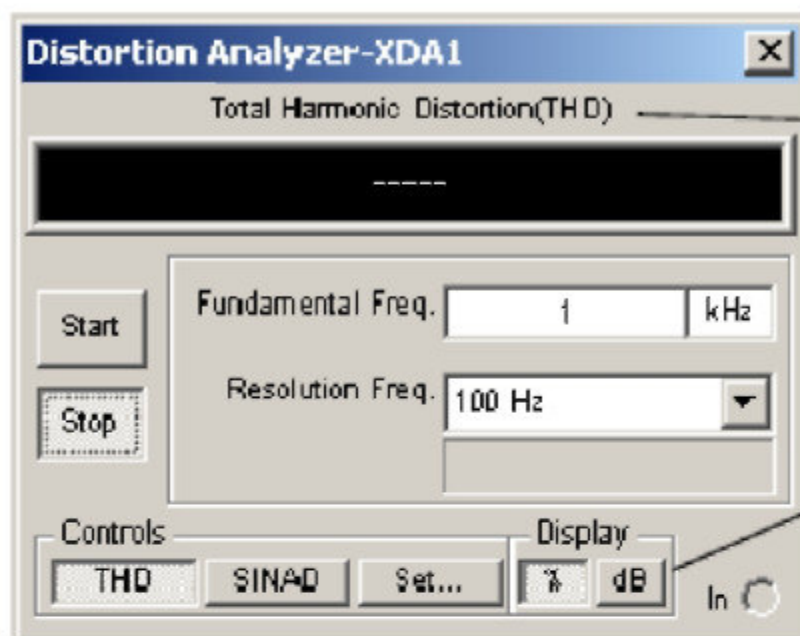 Distortion Analyzer-XDA1
Total Harmonic Distortion(THD)
-----
Start
Fundamental Freq. 1 kHz
Stop
Resolution Freq. 100 Hz
Controls
Display
THD SINAD Set... % dB
In